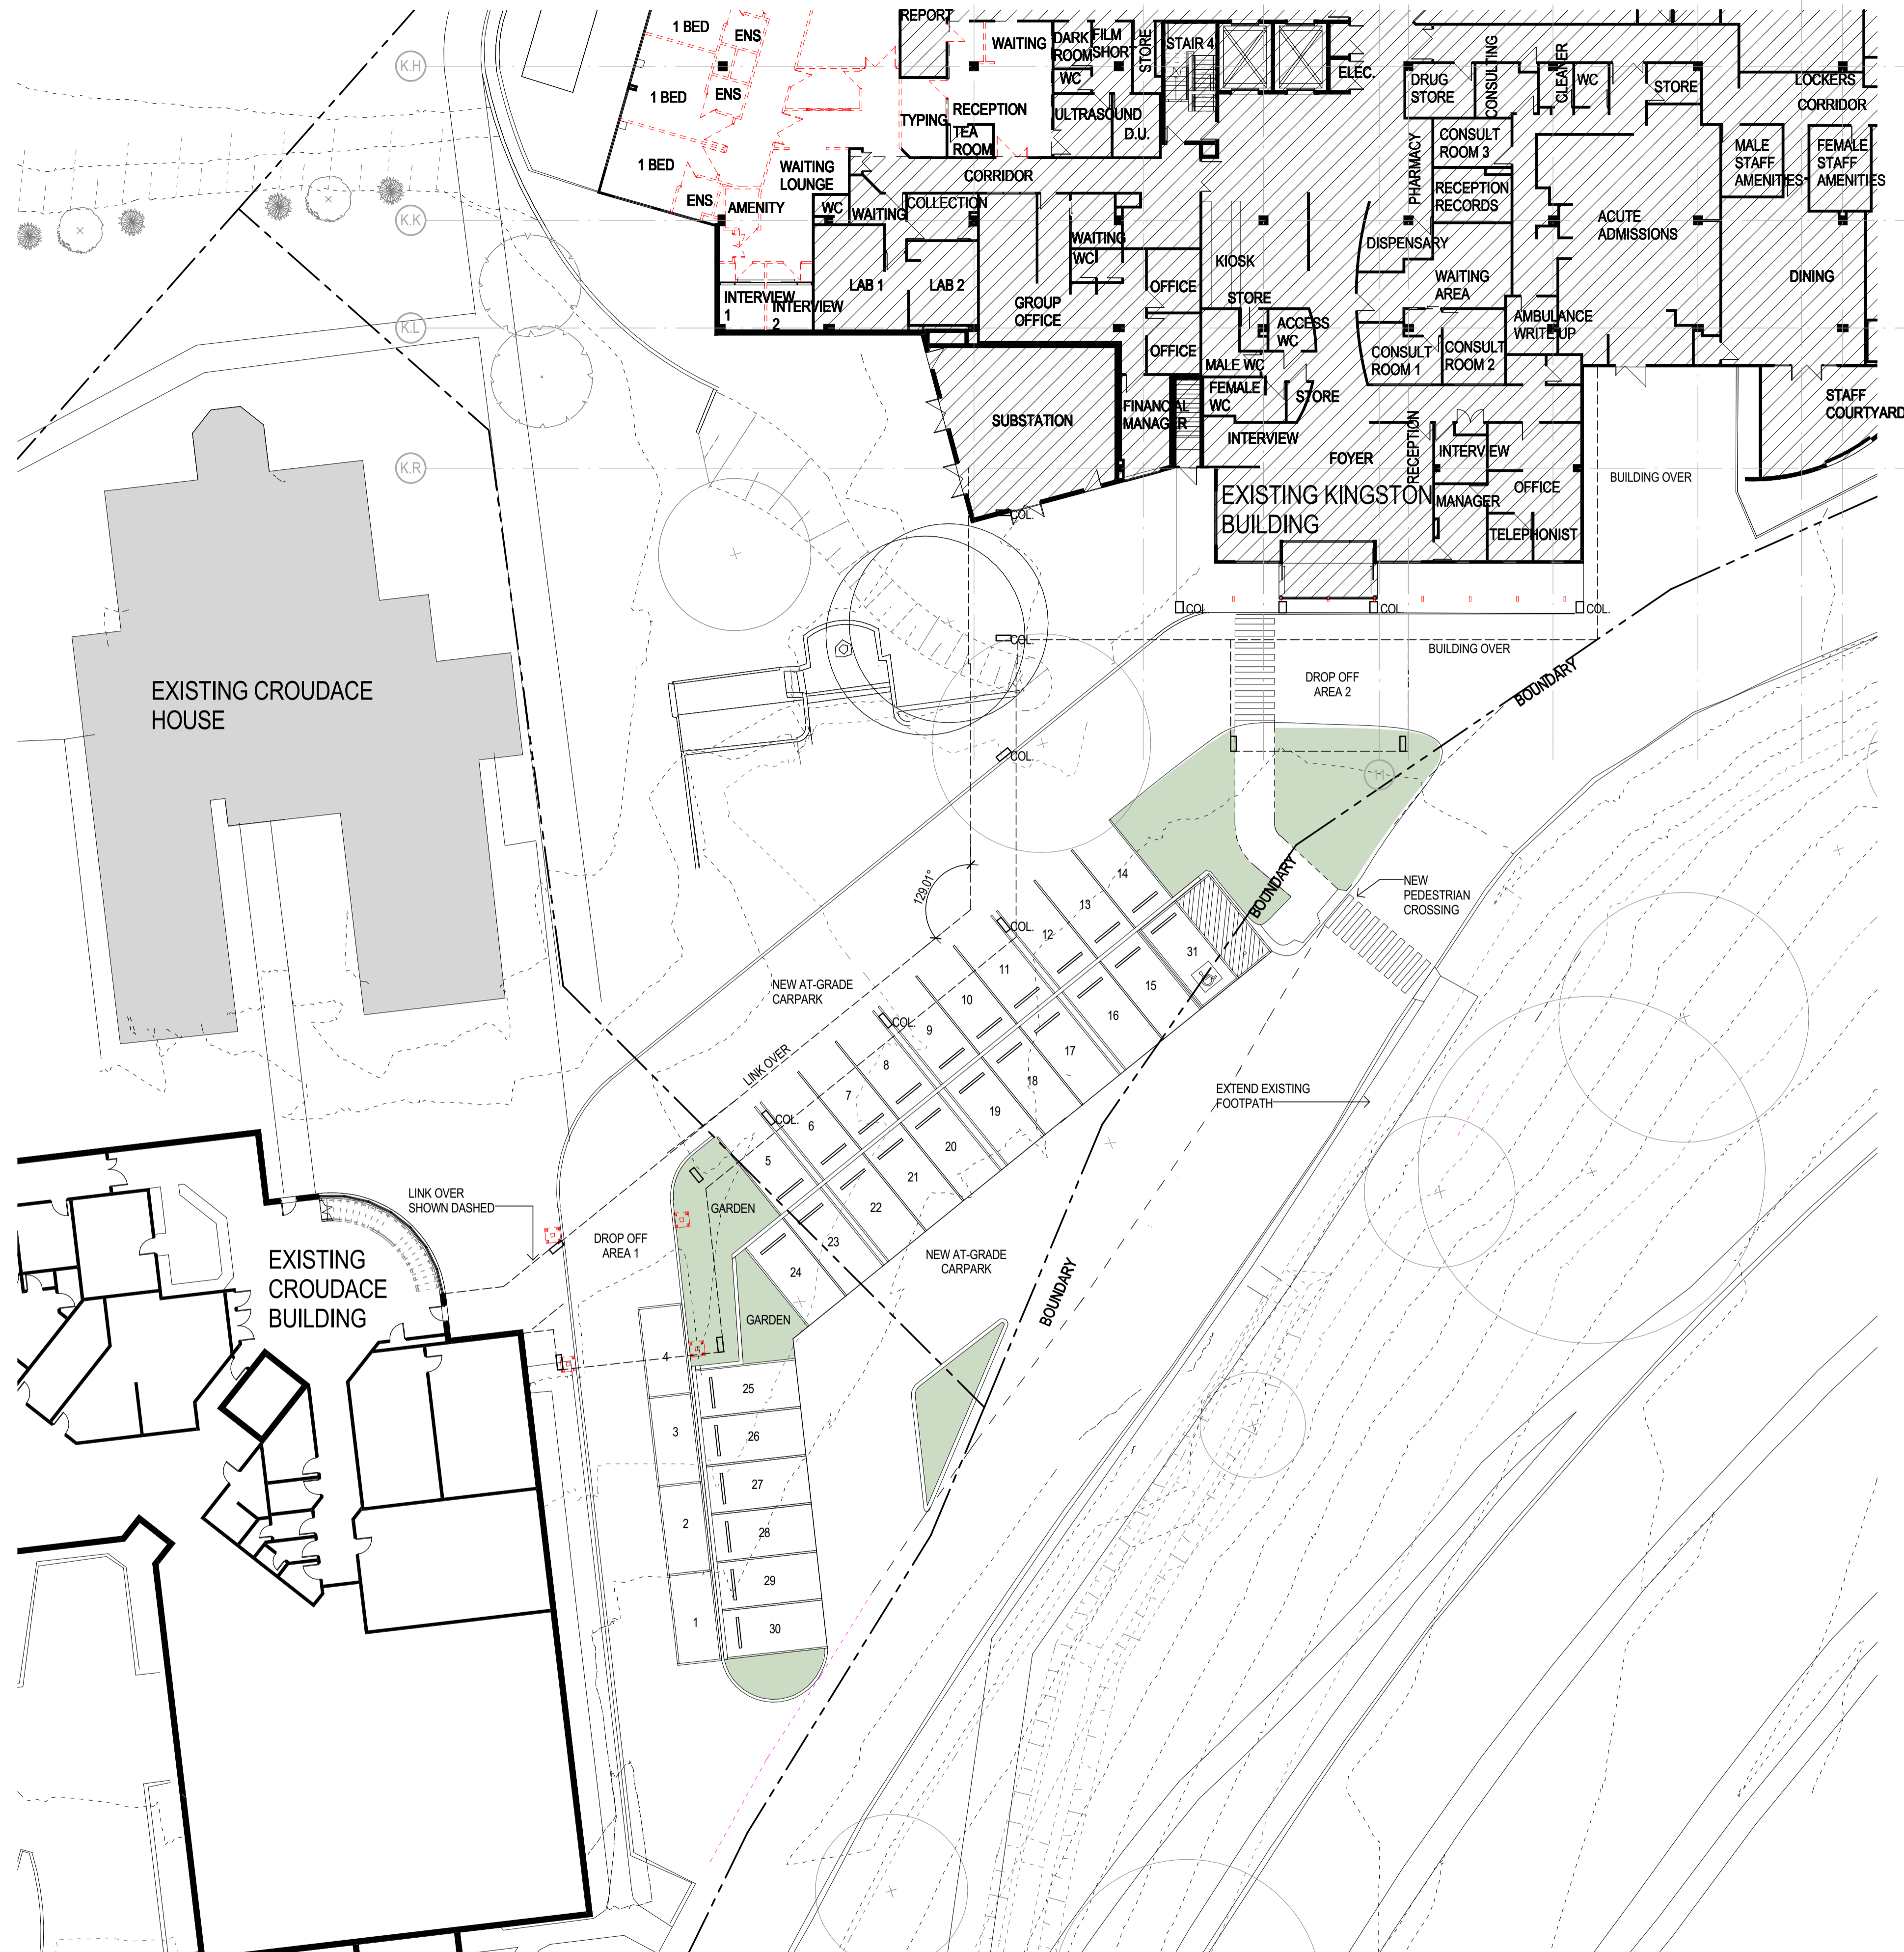 REPORT
1 BED
ENS
WAITING
DARK
ROOM
FILM
SHORT
STORE
STAIR 4
K.H
ELEC.
DRUG
STORE
CONSULTING
CLEANER
WC
STORE
LOCKERS
CORRIDOR
WC
1 BED
ENS
TYPING
RECEPTION
TEA
ROOM
ULTRASOUND
D.U.
PHARMACY
CONSULT
ROOM 3
MALE
STAFF
AMENITIES
FEMALE
STAFF
AMENITIES
1 BED
WAITING
LOUNGE
CORRIDOR
RECEPTION
RECORDS
ENS
AMENITY
WC
WAITING
COLLECTION
K.K
WAITING
WC
ACUTE
ADMISSIONS
DISPENSARY
KIOSK
WAITING
AREA
DINING
LAB 1
LAB 2
OFFICE
INTERVIEW
1
INTERVIEW
2
GROUP
OFFICE
STORE
ACCESS
WC
AMBULANCE
WRITE UP
K.L
OFFICE
MALE WC
CONSULT
ROOM 1
CONSULT
ROOM 2
FEMALE
WC
STORE
STAFF
COURTYARD
SUBSTATION
FINANCIAL
MANAGER
INTERVIEW
RECEPTION
INTERVIEW
FOYER
K.R
BUILDING OVER
EXISTING KINGSTON
BUILDING
MANAGER
OFFICE
TELEPHONIST
COL.
COL.
COL.
COL.
COL.
BUILDING OVER
DROP OFF
AREA 2
BOUNDARY
EXISTING CROUDACE
HOUSE
COL.
H
129.01°
14
13
12
11
10
9
8
7
6
5
COL.
COL.
COL.
BOUNDARY
NEW
PEDESTRIAN
CROSSING
31
15
16
17
18
19
20
21
22
23
24
NEW AT-GRADE
CARPARK
LINK OVER
EXTEND EXISTING
FOOTPATH
LINK OVER
SHOWN DASHED
GARDEN
DROP OFF
AREA 1
NEW AT-GRADE
CARPARK
BOUNDARY
EXISTING
CROUDACE
BUILDING
GARDEN
4
3
2
1
25
26
27
28
29
30